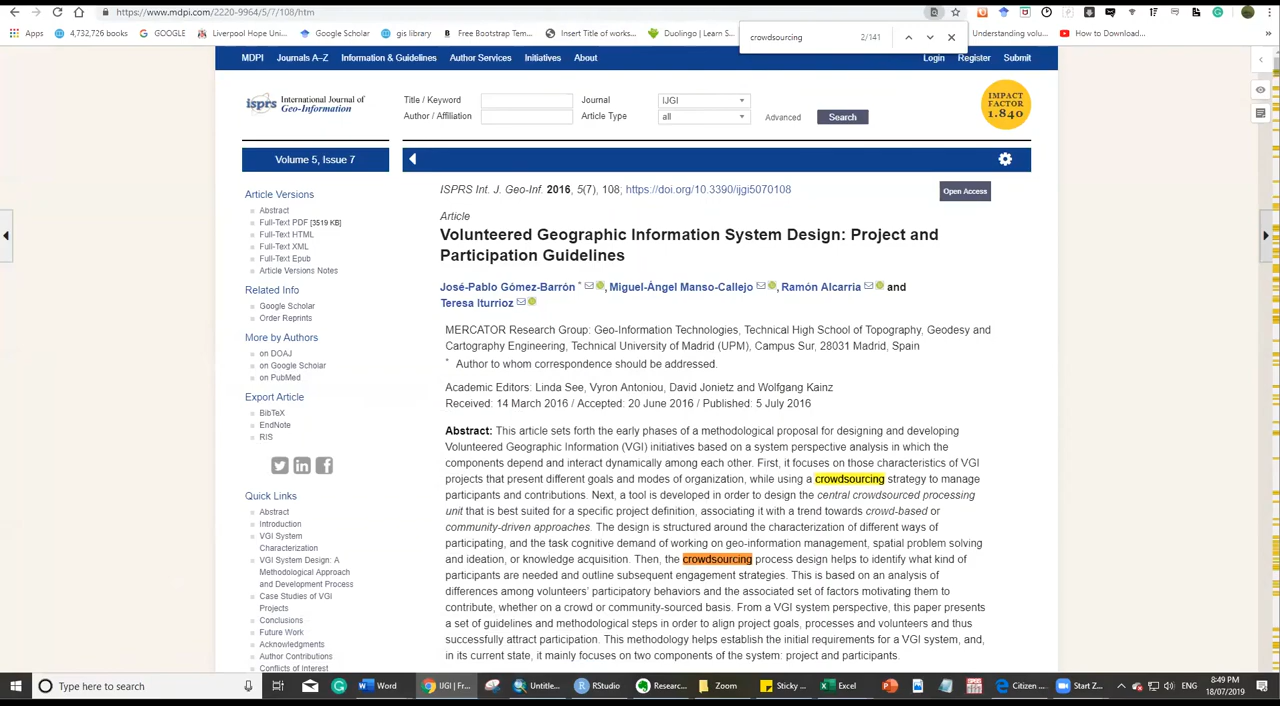 https://www.mdpi.com/2220-9964/5/7/108/htm
Apps
4,732,726 books
GOOGLE
Liverpool Hope Uni...
Google Scholar
gis library
Free Bootstrap Tem...
Insert Title of works...
Duolingo | Learn S...
crowdsourcing 2/141
Understanding volu...
How to Download...
»
MDPI Journals A–Z Information & Guidelines Author Services Initiatives About
Login Register Submit
isprs International Journal of
Geo-Information
Title / Keyword
Journal
IJGI
Author / Affiliation
Article Type
all
Advanced
Search
IMPACT
FACTOR
1.840
Volume 5, Issue 7
Article Versions
Abstract
Full-Text PDF [3519 KB]
Full-Text HTML
Full-Text XML
Full-Text Epub
Article Versions Notes
Related Info
Google Scholar
Order Reprints
More by Authors
on DOAJ
on Google Scholar
on PubMed
Export Article
BibTeX
EndNote
RIS
Quick Links
Abstract
Introduction
VGI System
Characterization
VGI System Design: A
Methodological Approach
and Development Process
Case Studies of VGI
Projects
Conclusions
Future Work
Acknowledgments
Author Contributions
Conflicts of Interest
ISPRS Int. J. Geo-Inf. 2016, 5(7), 108; https://doi.org/10.3390/ijgi5070108
Open Access
Article
Volunteered Geographic Information System Design: Project and
Participation Guidelines
José-Pablo Gómez-Barrón *, Miguel-Ángel Manso-Callejo, Ramón Alcarria and
Teresa Iturrioz
MERCATOR Research Group: Geo-Information Technologies, Technical High School of Topography, Geodesy and
Cartography Engineering, Technical University of Madrid (UPM), Campus Sur, 28031 Madrid, Spain
* Author to whom correspondence should be addressed.
Academic Editors: Linda See, Vyron Antoniou, David Jonietz and Wolfgang Kainz
Received: 14 March 2016 / Accepted: 20 June 2016 / Published: 5 July 2016
Abstract: This article sets forth the early phases of a methodological proposal for designing and developing
Volunteered Geographic Information (VGI) initiatives based on a system perspective analysis in which the
components depend and interact dynamically among each other. First, it focuses on those characteristics of VGI
projects that present different goals and modes of organization, while using a crowdsourcing strategy to manage
participants and contributions. Next, a tool is developed in order to design the central crowdsourced processing
unit that is best suited for a specific project definition, associating it with a trend towards crowd-based or
community-driven approaches. The design is structured around the characterization of different ways of
participating, and the task cognitive demand of working on geo-information management, spatial problem solving
and ideation, or knowledge acquisition. Then, the crowdsourcing process design helps to identify what kind of
participants are needed and outline subsequent engagement strategies. This is based on an analysis of
differences among volunteers' participatory behaviors and the associated set of factors motivating them to
contribute, whether on a crowd or community-sourced basis. From a VGI system perspective, this paper presents
a set of guidelines and methodological steps in order to align project goals, processes and volunteers and thus
successfully attract participation. This methodology helps establish the initial requirements for a VGI system, and,
in its current state, it mainly focuses on two components of the system: project and participants.
Type here to search
Word
UGI | Fr...
Untitle...
RStudio
Researc...
Zoom
Sticky ...
Excel
Citizen ...
Start Z...
ENG
8:49 PM
18/07/2019